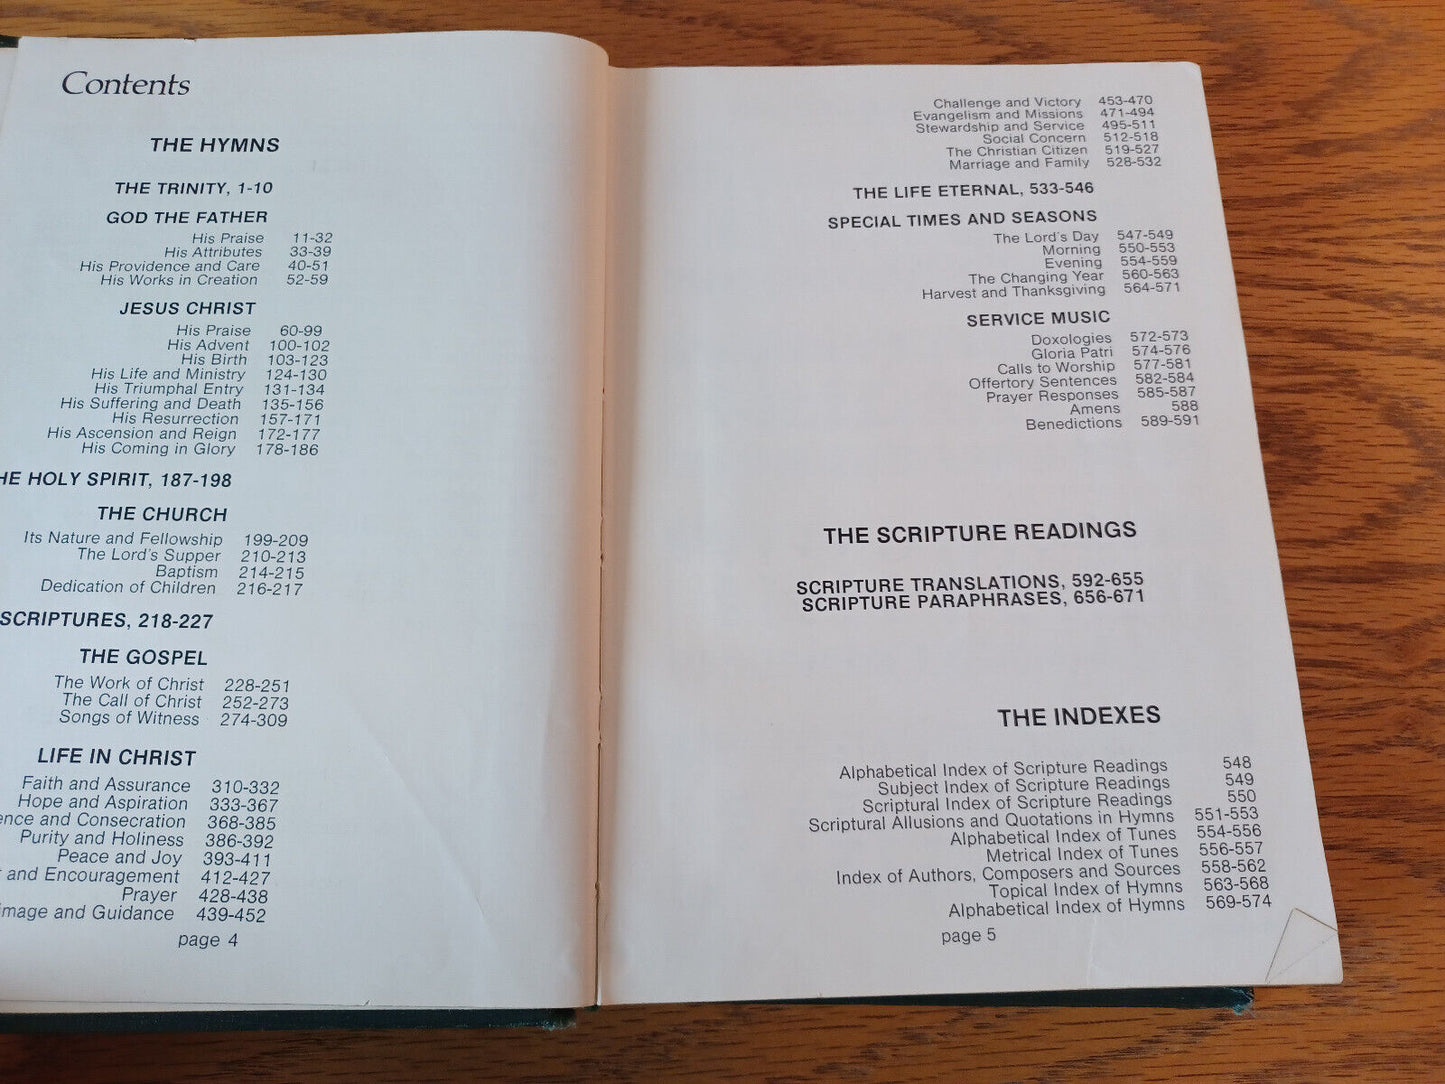 Contents
THE HYMNS
THE TRINITY, 1-10
GOD THE FATHER
His Praise 11-32
His Attributes 33-39
His Providence and Care 40-51
His Works in Creation 52-59
JESUS CHRIST
His Praise 60-99
His Advent 100-102
His Birth 103-123
His Life and Ministry 124-130
His Triumphal Entry 131-134
His Suffering and Death 135-156
His Resurrection 157-171
His Ascension and Reign 172-177
His Coming in Glory 178-186
HE HOLY SPIRIT, 187-198
THE CHURCH
Its Nature and Fellowship 199-209
The Lord's Supper 210-213
Baptism 214-215
Dedication of Children 216-217
SCRIPTURES, 218-227
THE GOSPEL
The Work of Christ 228-251
The Call of Christ 252-273
Songs of Witness 274-309
LIFE IN CHRIST
Faith and Assurance 310-332
Hope and Aspiration 333-367
ence and Consecration 368-385
Purity and Holiness 386-392
Peace and Joy 393-411
t and Encouragement 412-427
Prayer 428-438
image and Guidance 439-452
page 4
Challenge and Victory 453-470
Evangelism and Missions 471-494
Stewardship and Service 495-511
Social Concern 512-518
The Christian Citizen 519-527
Marriage and Family 528-532
THE LIFE ETERNAL, 533-546
SPECIAL TIMES AND SEASONS
The Lord's Day 547-549
Morning 550-553
Evening 554-559
The Changing Year 560-563
Harvest and Thanksgiving 564-571
SERVICE MUSIC
Doxologies 572-573
Gloria Patri 574-576
Calls to Worship 577-581
Offertory Sentences 582-584
Prayer Responses 585-587
Amens 588
Benedictions 589-591
THE SCRIPTURE READINGS
SCRIPTURE TRANSLATIONS, 592-655
SCRIPTURE PARAPHRASES, 656-671
THE INDEXES
Alphabetical Index of Scripture Readings 548
Subject Index of Scripture Readings 549
Scriptural Index of Scripture Readings 550
Scriptural Allusions and Quotations in Hymns 551-553
Alphabetical Index of Tunes 554-556
Metrical Index of Tunes 556-557
Index of Authors, Composers and Sources 558-562
Topical Index of Hymns 563-568
Alphabetical Index of Hymns 569-574
page 5